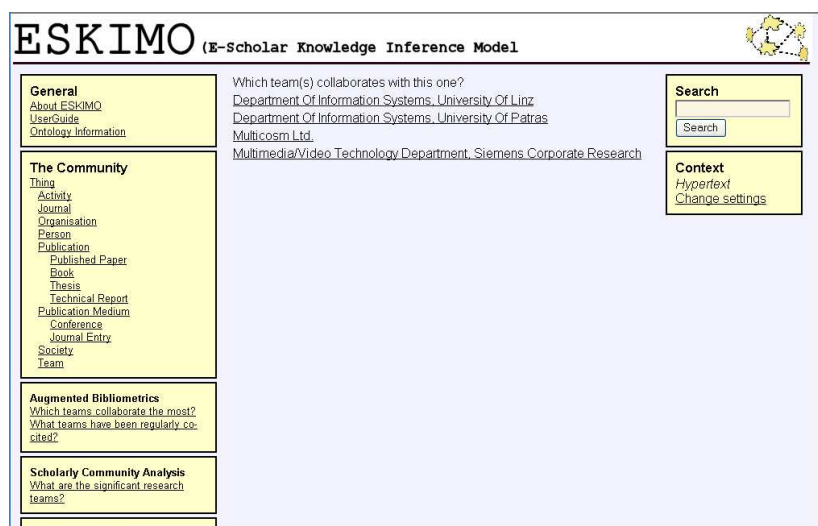 ESKIMO (E-Scholar Knowledge Inference Model
General
About ESKIMO
UserGuide
Ontology Information
The Community
Thing
Activity
Journal
Organisation
Person
Publication
Published Paper
Book
Thesis
Technical Report
Publication Medium
Conference
Journal Entry
Society
Team
Augmented Bibliometrics
Which teams collaborate the most?
What teams have been regularly co-
cited?
Scholarly Community Analysis
What are the significant research
teams?
Which team(s) collaborates with this one?
Department Of Information Systems, University Of Linz
Department Of Information Systems, University Of Patras
Multicosm Ltd.
Multimedia/Video Technology Department, Siemens Corporate Research
Search
Search
Context
Hypertext
Change settings